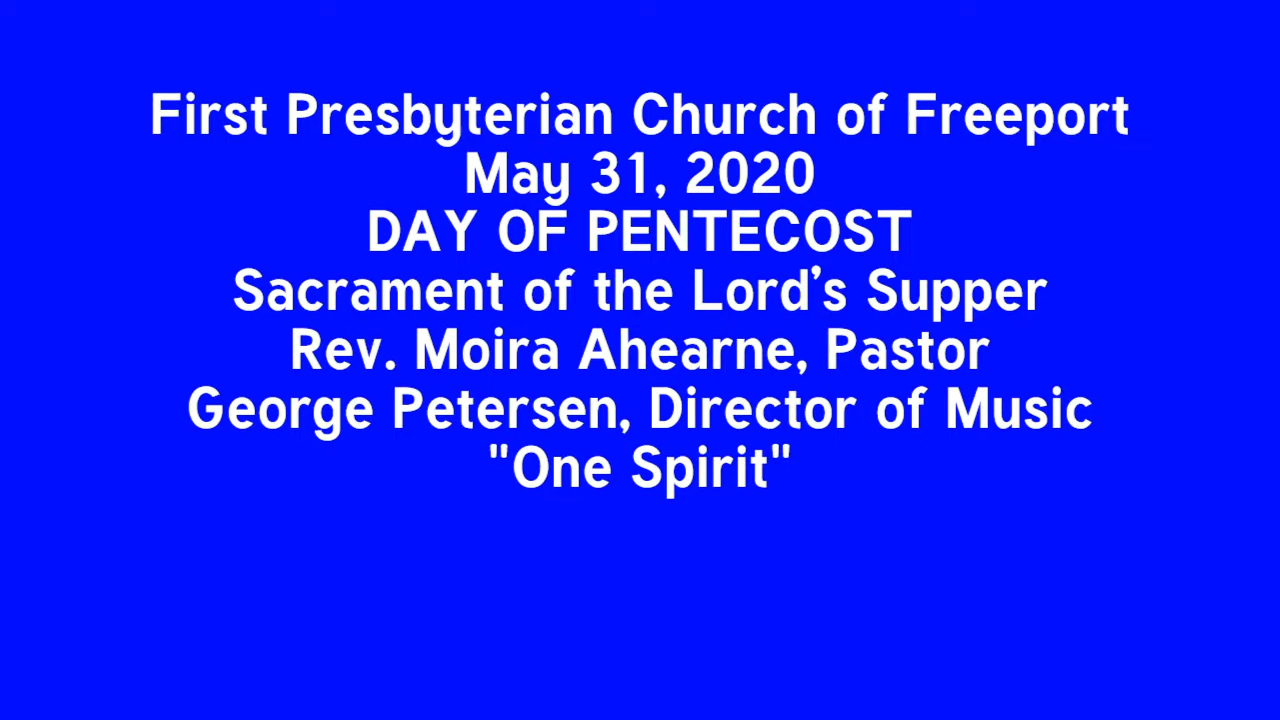 First Presbyterian Church of Freeport
May 31, 2020
DAY OF PENTECOST
Sacrament of the Lord’s Supper
Rev. Moira Ahearne, Pastor
George Petersen, Director of Music
"One Spirit"